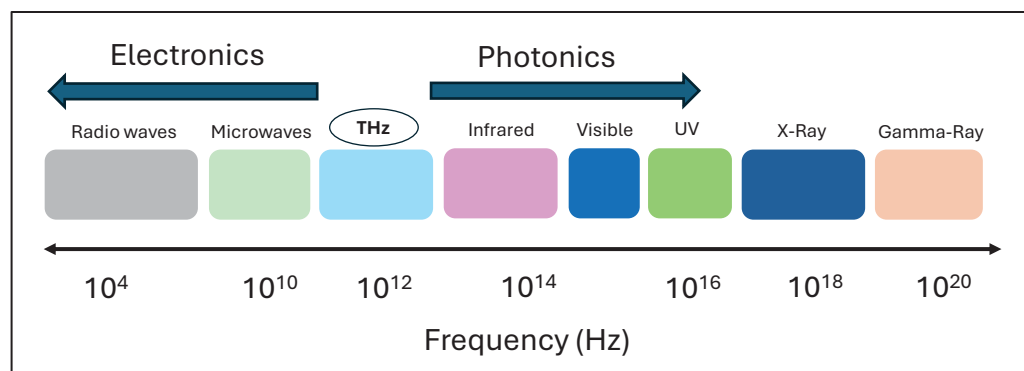 Electronics Photonics
Radio waves Microwaves THz Infrared Visible UV X-Ray Gamma-Ray
10⁴ 10¹⁰ 10¹² 10¹⁴ 10¹⁶ 10¹⁸ 10²⁰
Frequency (Hz)